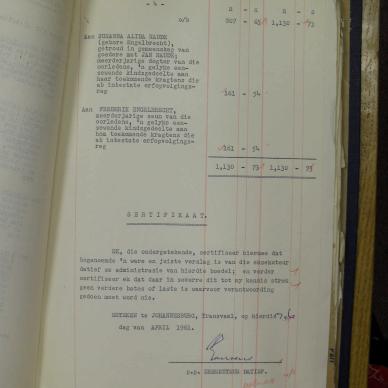 - 4 -
R - c R - c
o/b 807 - 65 1,130 - 73
Aan SUSANNA ALIDA NAUDE
(gebore Engelbrecht),
getroud in gemeenskap van
goedere met JAN NAUDE;
meerderjarige dogter van die
oorledene, 'n gelyke een-
sewende kindsgedeelte aan
haar toekomende kragtens die
ab intestato erfopvolgings-
reg 161 - 54
Aan FREDERIK ENGELBRECHT,
meerderjarige seun van die
oorledene, 'n gelyke een-
sewende kindsgedeelte aan
hom toekomende kragtens die
ab intestato erfopvolgings-
reg 161 - 54
1,130 - 73 1,130 - 73
SERTIFIKAAT.
EK, die ondergetekende, sertifiseer hiermee dat
bogenoemde 'n ware en juiste verslag is van die eksekuteur
datief se administrasie van hierdie boedel; en verder
sertifiseer ek dat daar in soverre dit tot my kennis strek
geen verdere bates of laste is waarvoor verantwoording
gedoen moet word nie.
GETEKEN te JOHANNESBURG, Transvaal, op hierdie
dag van APRIL 1961.
p.p. EKSEKUTEUR DATIEF.